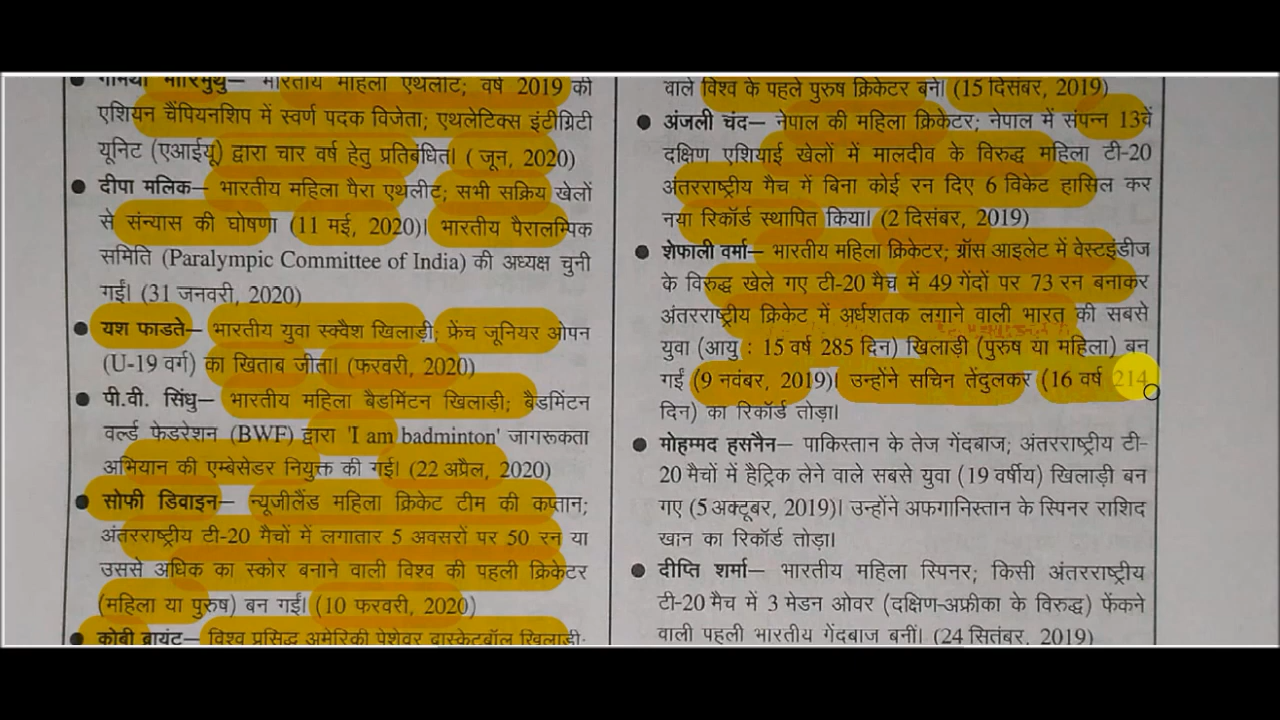 गोमथी मारिमुथु– भारतीय महिला एथलीट; वर्ष 2019 की
एशियन चैंपियनशिप में स्वर्ण पदक विजेता; एथलेटिक्स इंटीग्रिटी
यूनिट (एआईयू) द्वारा चार वर्ष हेतु प्रतिबंधित। ( जून, 2020)
● दीपा मलिक– भारतीय महिला पैरा एथलीट; सभी सक्रिय खेलों
से संन्यास की घोषणा (11 मई, 2020)। भारतीय पैरालम्पिक
समिति (Paralympic Committee of India) की अध्यक्ष चुनी
गईं। (31 जनवरी, 2020)
● यश फाडते– भारतीय युवा स्क्वैश खिलाड़ी; फ्रेंच जूनियर ओपन
(U-19 वर्ग) का खिताब जीता। (फरवरी, 2020)
● पी.वी. सिंधु– भारतीय महिला बैडमिंटन खिलाड़ी; बैडमिंटन
वर्ल्ड फेडरेशन (BWF) द्वारा 'I am badminton' जागरूकता
अभियान की एम्बेसेडर नियुक्त की गईं। (22 अप्रैल, 2020)
● सोफी डिवाइन– न्यूजीलैंड महिला क्रिकेट टीम की कप्तान;
अंतरराष्ट्रीय टी-20 मैचों में लगातार 5 अवसरों पर 50 रन या
उससे अधिक का स्कोर बनाने वाली विश्व की पहली क्रिकेटर
(महिला या पुरुष) बन गईं। (10 फरवरी, 2020)
● कोबी ब्रायंट– विश्व प्रसिद्ध अमेरिकी पेशेवर बास्केटबॉल खिलाड़ी;
वाले विश्व के पहले पुरुष क्रिकेटर बने। (15 दिसंबर, 2019)
● अंजली चंद– नेपाल की महिला क्रिकेटर; नेपाल में संपन्न 13वें
दक्षिण एशियाई खेलों में मालदीव के विरुद्ध महिला टी-20
अंतरराष्ट्रीय मैच में बिना कोई रन दिए 6 विकेट हासिल कर
नया रिकॉर्ड स्थापित किया। (2 दिसंबर, 2019)
● शेफाली वर्मा– भारतीय महिला क्रिकेटर; ग्रॉस आइलेट में वेस्टइंडीज
के विरुद्ध खेले गए टी-20 मैच में 49 गेंदों पर 73 रन बनाकर
अंतरराष्ट्रीय क्रिकेट में अर्धशतक लगाने वाली भारत की सबसे
युवा (आयु : 15 वर्ष 285 दिन) खिलाड़ी (पुरुष या महिला) बन
गईं (9 नवंबर, 2019)। उन्होंने सचिन तेंदुलकर (16 वर्ष 214
दिन) का रिकॉर्ड तोड़ा।
● मोहम्मद हसनैन– पाकिस्तान के तेज गेंदबाज; अंतरराष्ट्रीय टी-
20 मैचों में हैट्रिक लेने वाले सबसे युवा (19 वर्षीय) खिलाड़ी बन
गए (5 अक्टूबर, 2019)। उन्होंने अफगानिस्तान के स्पिनर राशिद
खान का रिकॉर्ड तोड़ा।
● दीप्ति शर्मा– भारतीय महिला स्पिनर; किसी अंतरराष्ट्रीय
टी-20 मैच में 3 मेडन ओवर (दक्षिण-अफ्रीका के विरुद्ध) फेंकने
वाली पहली भारतीय गेंदबाज बनीं। (24 सितंबर, 2019)